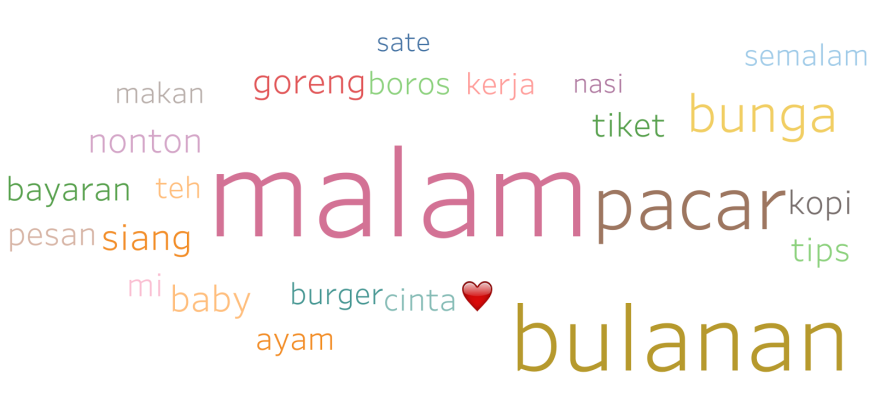 sate
semalam
goreng boros kerja nasi
makan
bunga
tiket
nonton
malam
bayaran teh
pacar kopi
pesan siang
tips
mi baby
burger cinta ❤
bulanan
ayam